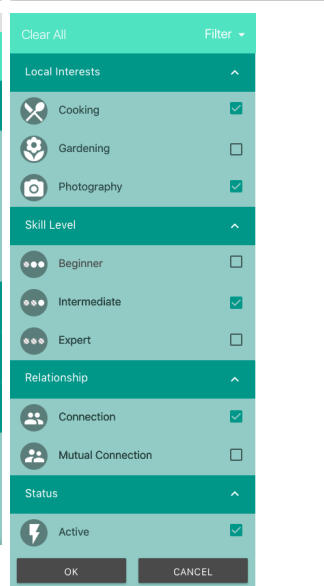 Clear All Filter
Local Interests
Cooking
Gardening
Photography
Skill Level
Beginner
Intermediate
Expert
Relationship
Connection
Mutual Connection
Status
Active
OK CANCEL